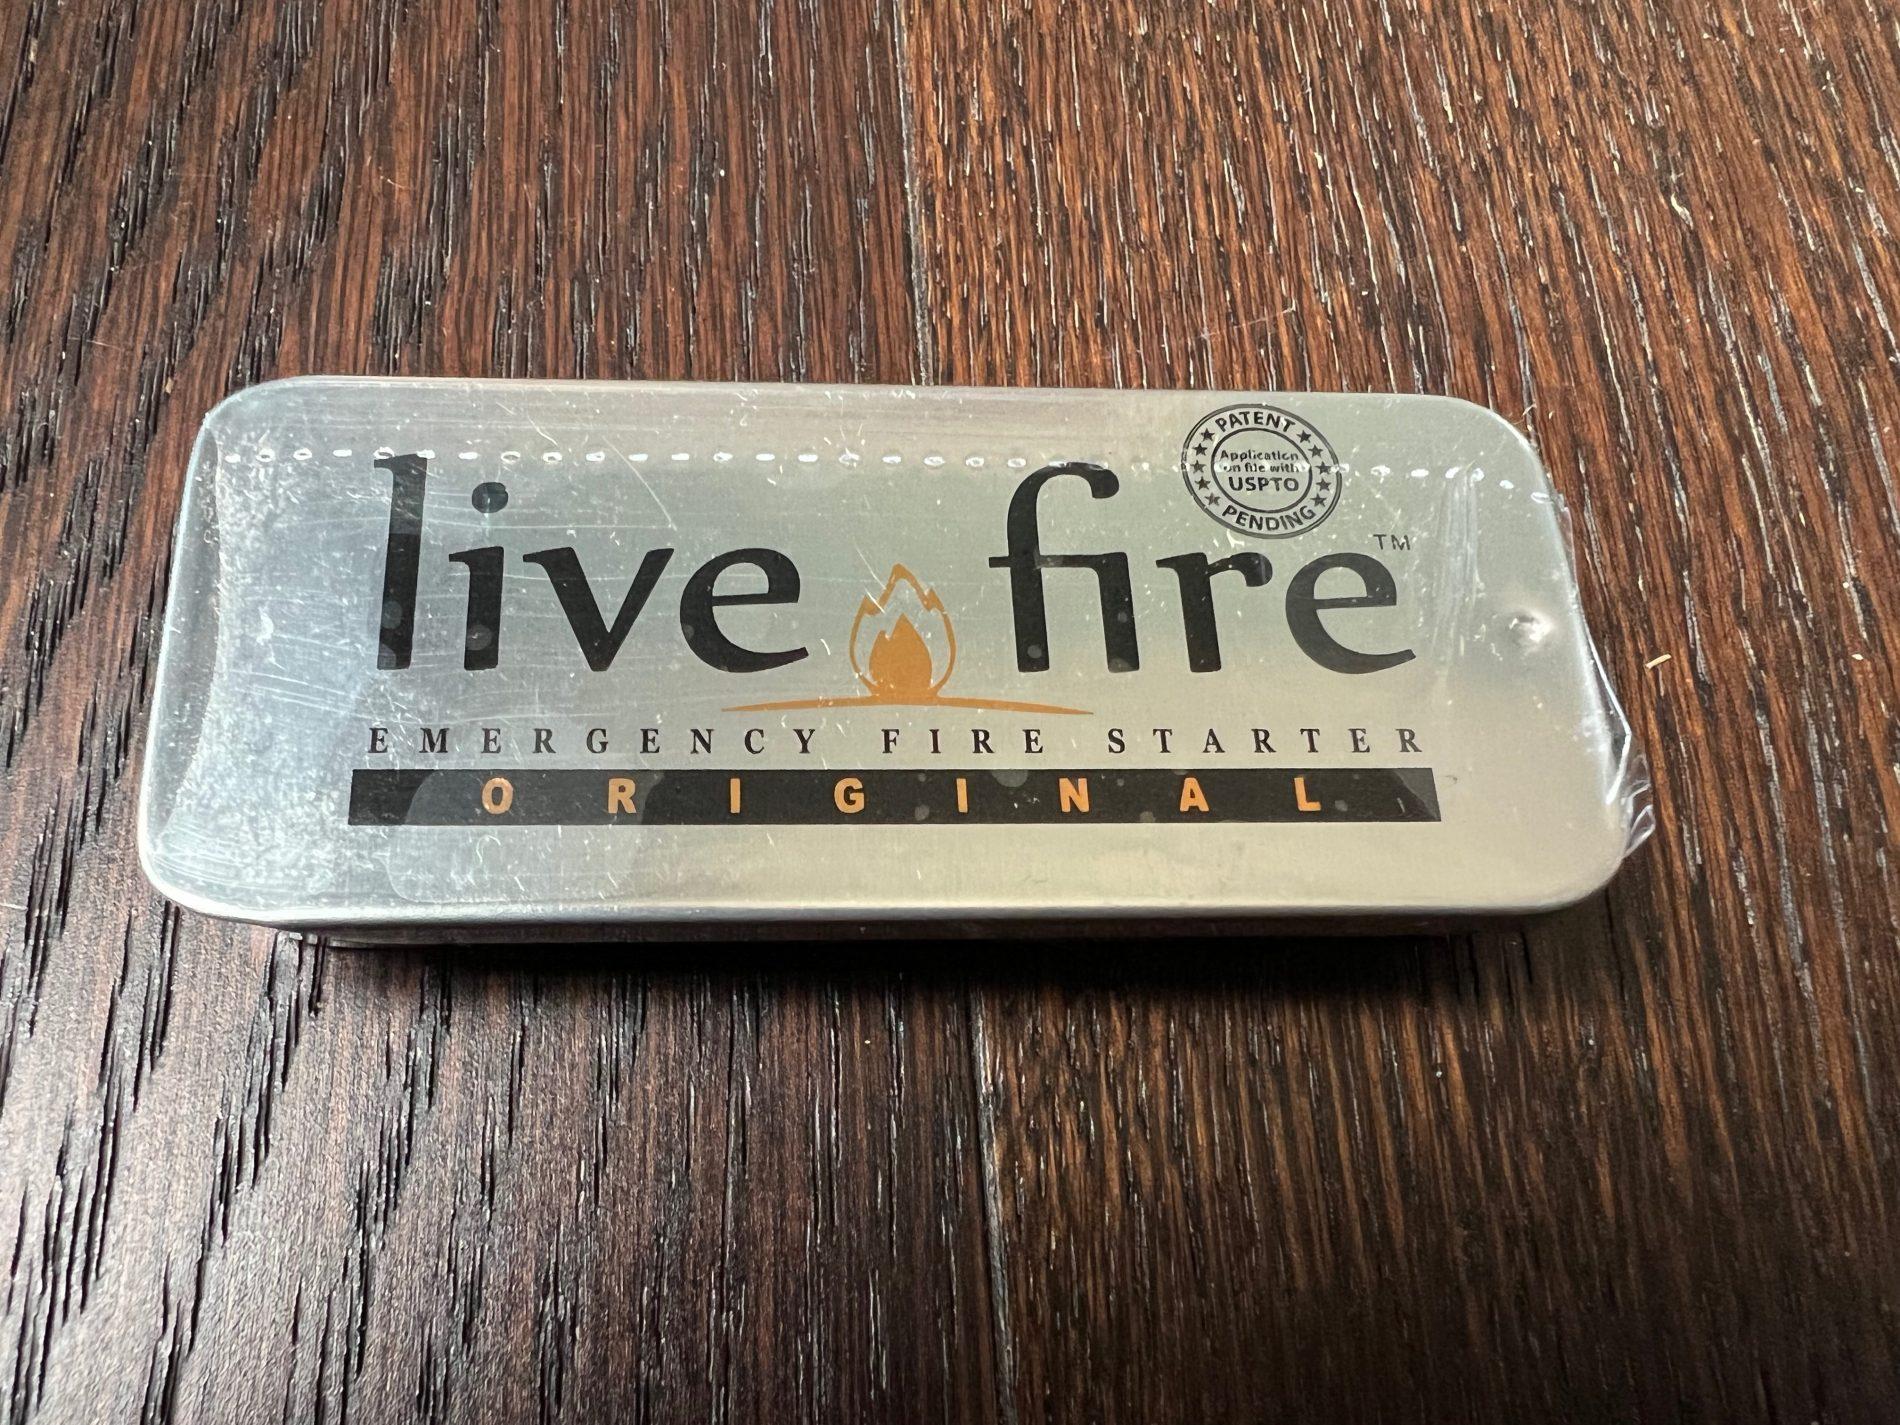 PATENT
Application
on file with
USPTO
PENDING
live fire™
EMERGENCY FIRE STARTER
ORIGINAL